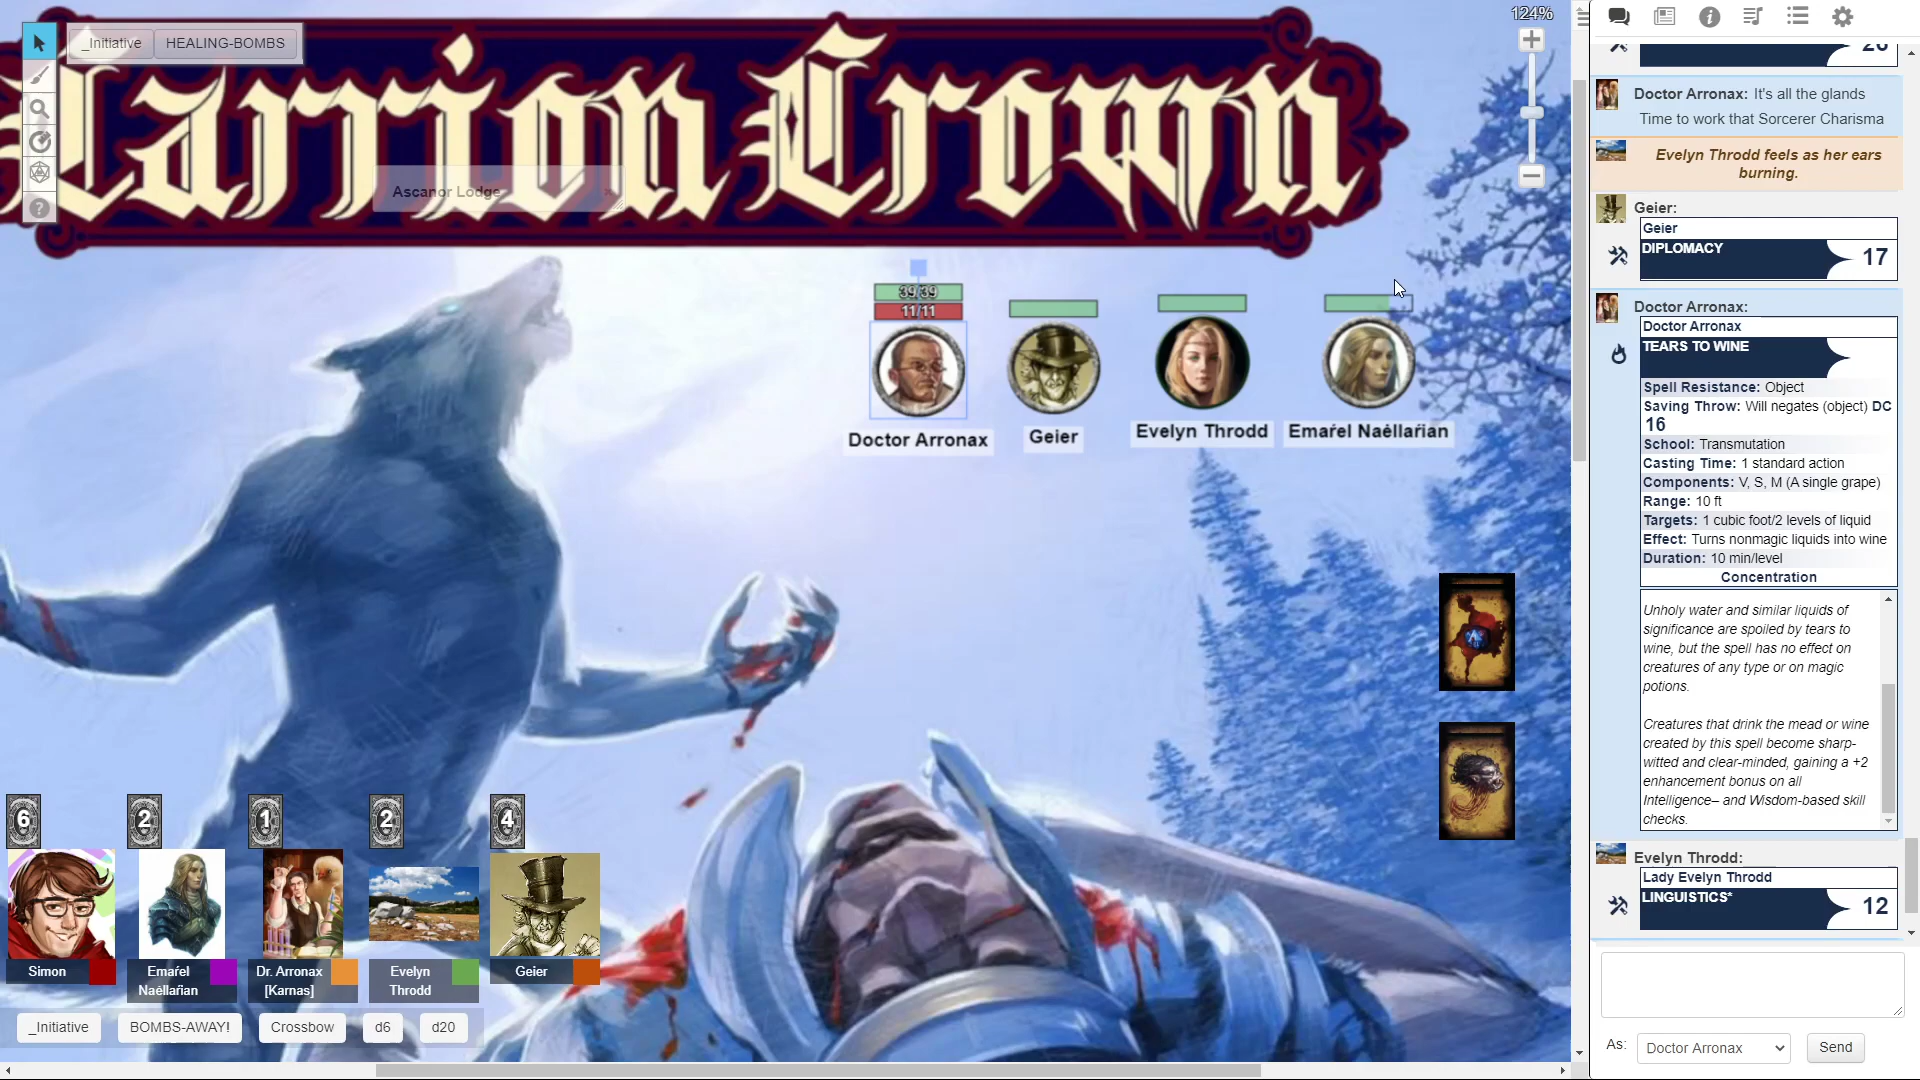 _Initiative
HEALING-BOMBS
Carrion Crown
Ascanor Lodge
×
?
124%
39/39
11/11
Doctor Arronax
Geier
Evelyn Throdd
Emaŕel Naêllaŕian
6
2
1
2
4
Simon
Emaŕel
Naêllaŕian
Dr. Arronax
[Karnas]
Evelyn
Throdd
Geier
_Initiative
BOMBS-AWAY!
Crossbow
d6
d20
Doctor Arronax: It's all the glands
Time to work that Sorcerer Charisma
Evelyn Throdd feels as her ears
burning.
Geier:
Geier
DIPLOMACY
17
Doctor Arronax:
Doctor Arronax
TEARS TO WINE
Spell Resistance: Object
Saving Throw: Will negates (object) DC
16
School: Transmutation
Casting Time: 1 standard action
Components: V, S, M (A single grape)
Range: 10 ft
Targets: 1 cubic foot/2 levels of liquid
Effect: Turns nonmagic liquids into wine
Duration: 10 min/level
Concentration
Unholy water and similar liquids of
significance are spoiled by tears to
wine, but the spell has no effect on
creatures of any type or on magic
potions.
Creatures that drink the mead or wine
created by this spell become sharp-
witted and clear-minded, gaining a +2
enhancement bonus on all
Intelligence– and Wisdom-based skill
checks.
Evelyn Throdd:
Lady Evelyn Throdd
LINGUISTICS*
12
As:
Doctor Arronax
Send